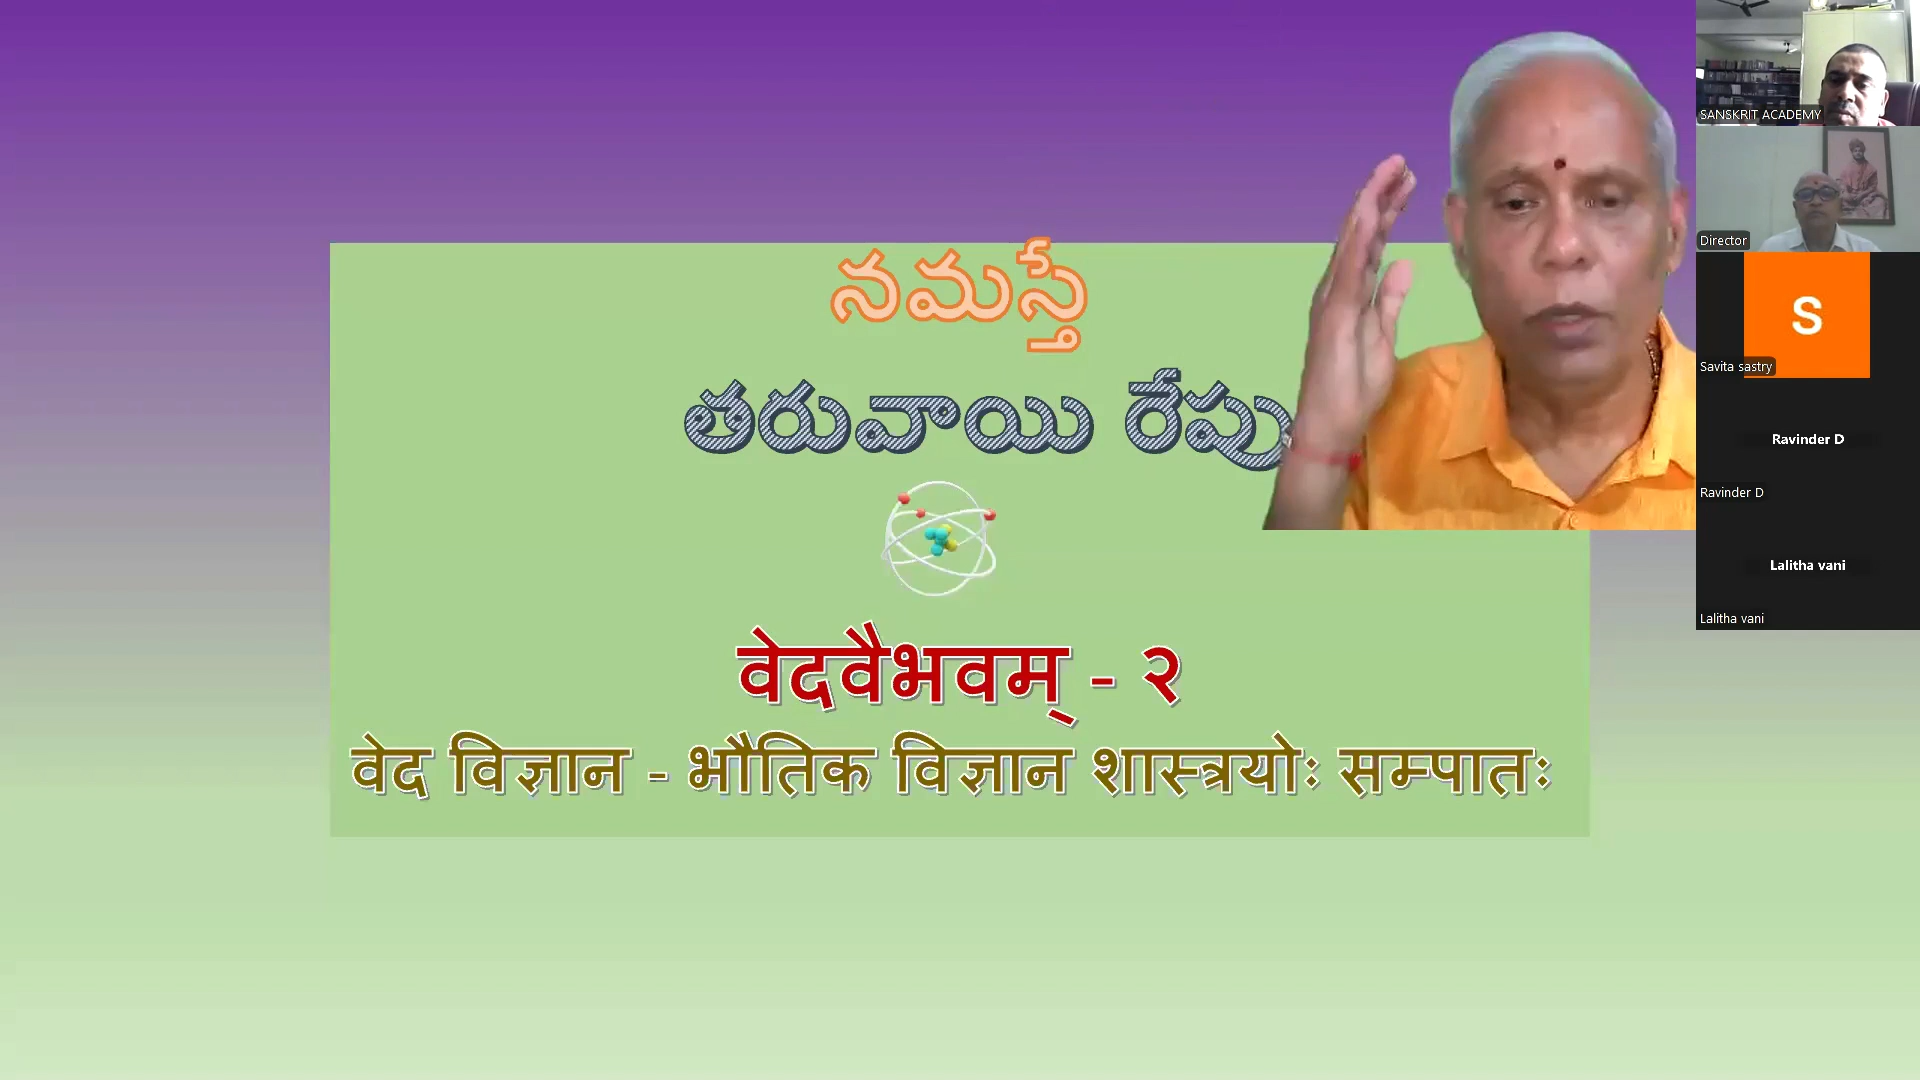 నమస్తే
తరువాయి రేపు
वेदवैभवम् - २
वेद विज्ञान - भौतिक विज्ञान शास्त्रयोः सम्पातः
SANSKRIT ACADEMY
Director
S
Savita sastry
Ravinder D
Ravinder D
Lalitha vani
Lalitha vani